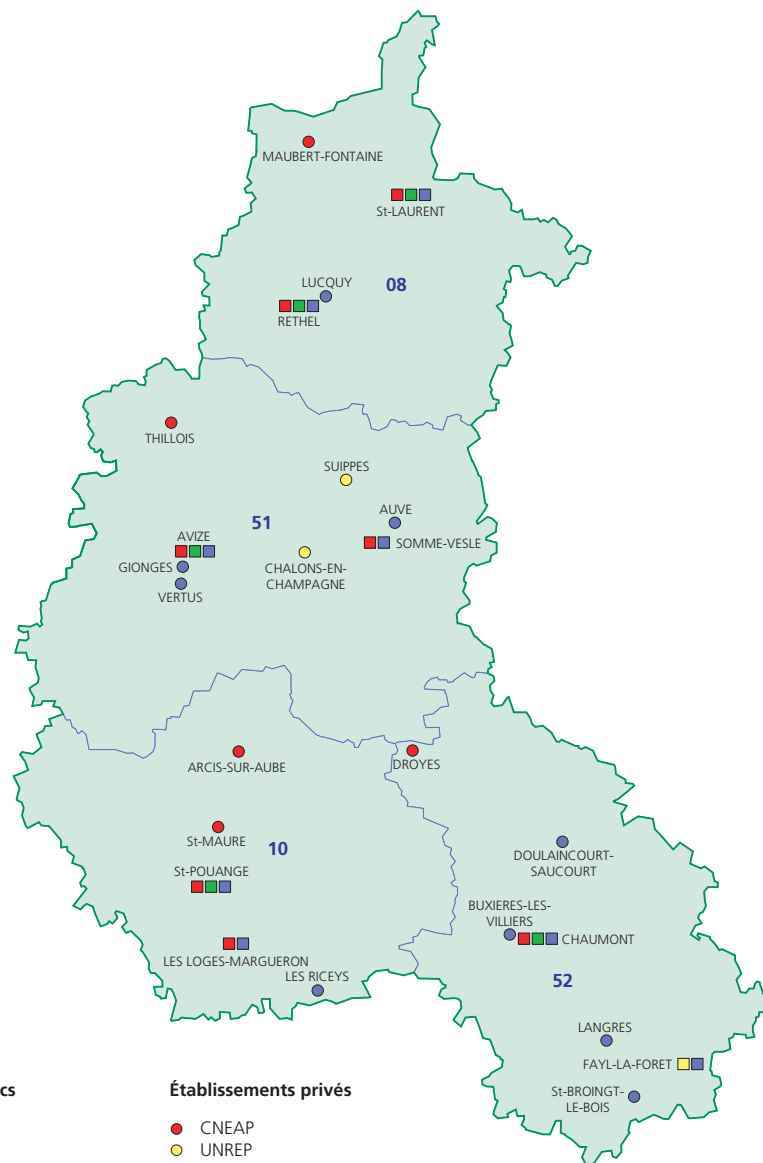 MAUBERT-FONTAINE
St-LAURENT
LUCQUY
08
RETHEL
THILLOIS
SUIPPES
AUVE
51
AVIZE
SOMME-VESLE
GIONGES
CHALONS-EN-
CHAMPAGNE
VERTUS
ARCIS-SUR-AUBE
DROYES
St-MAURE
10
DOULAINCOURT-
SAUCOURT
St-POUANGE
BUXIERES-LES-
VILLIERS
CHAUMONT
LES LOGES-MARGUERON
LES RICEYS
52
LANGRES
FAYL-LA-FORET
St-BROINGT-
LE-BOIS
cs
Établissements privés
CNEAP
UNREP